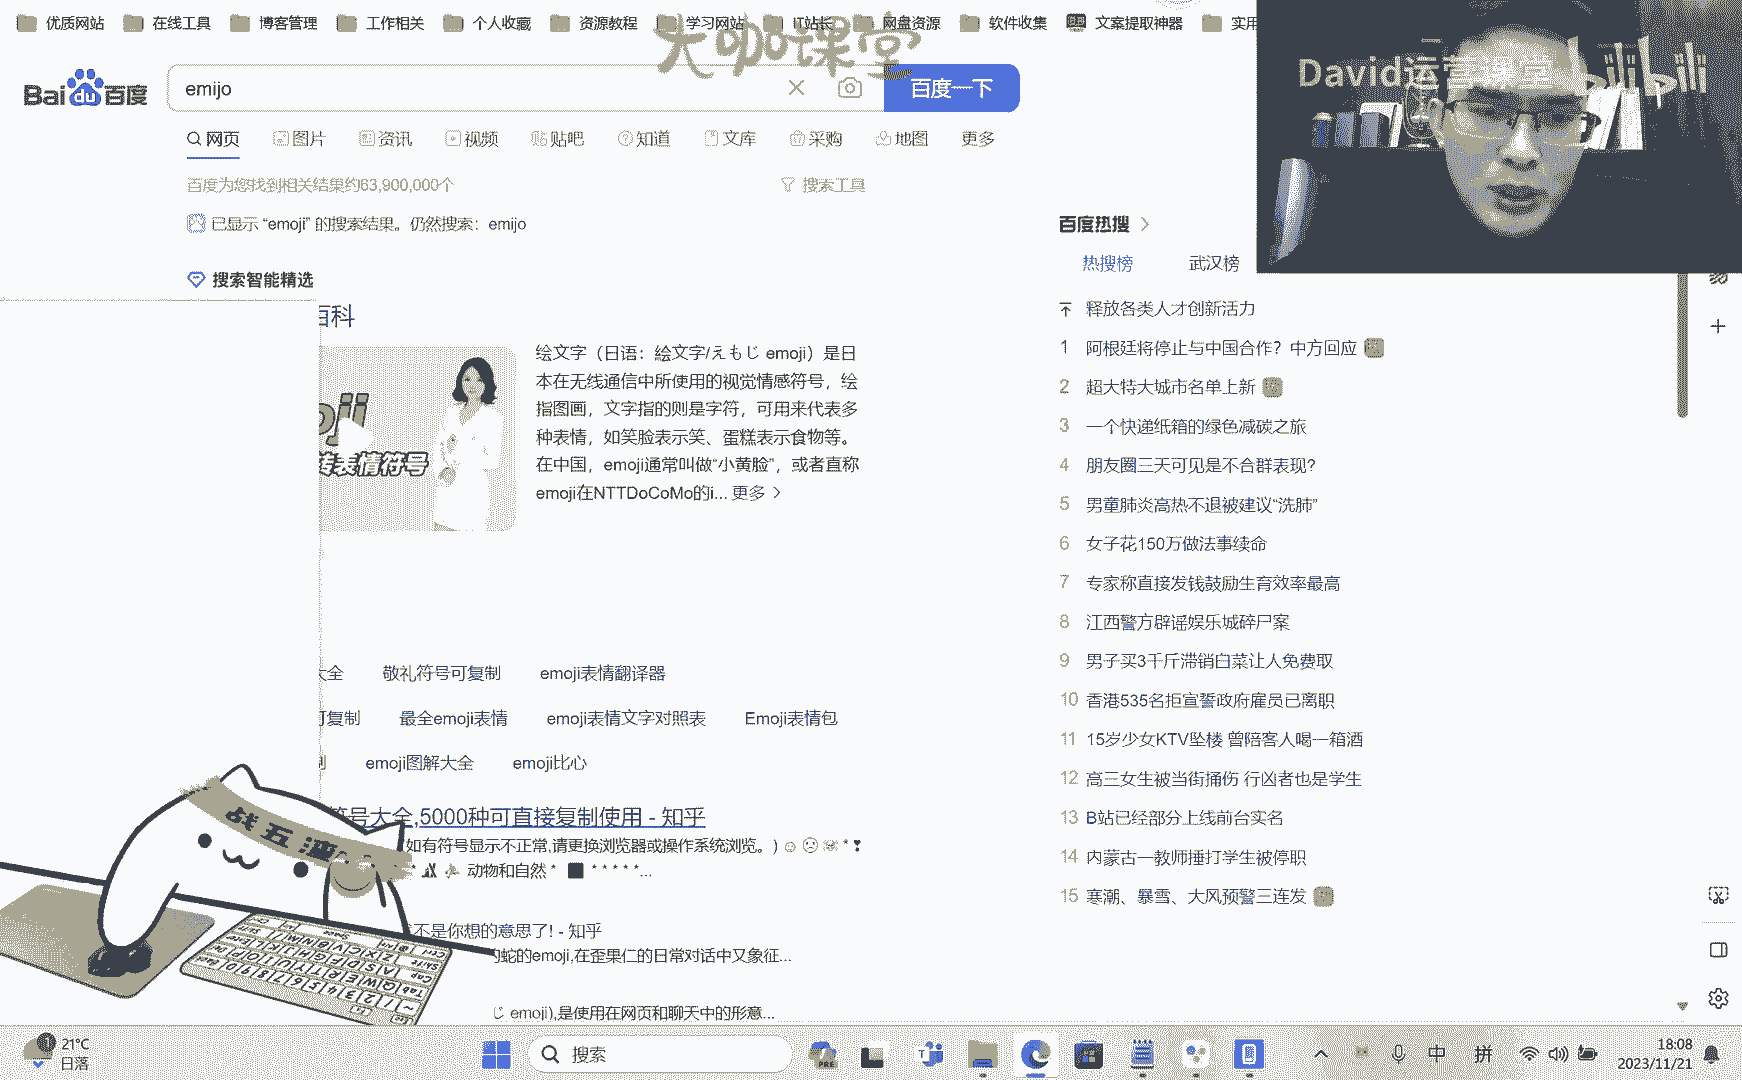 优质网站 在线工具 博客管理 工作相关 个人收藏 资源教程 学习网站 IT站长 网盘资源 软件收集 文案提取神器 实用
大咖课堂
David运营课堂 bilibili
Bai du 百度 emijo 百度一下
网页 图片 资讯 视频 贴吧 知道 文库 采购 地图 更多
百度为您找到相关结果约63,900,000个 搜索工具
已显示 “emoji” 的搜索结果。仍然搜索：emijo
百度热搜
搜索智能精选
热搜榜 武汉榜
百科
绘文字（日语：绘文字/えもじ emoji）是日
本在无线通信中所使用的视觉情感符号，绘
指图画，文字指的则是字符，可用来代表多
种表情，如笑脸表示笑、蛋糕表示食物等。
在中国，emoji通常叫做“小黄脸”，或者直称
emoji在NTTDoCoMo的i... 更多
oji
转表情符号
释放各类人才创新活力
1 阿根廷将停止与中国合作？中方回应
2 超大特大城市名单上新
3 一个快递纸箱的绿色减碳之旅
4 朋友圈三天可见是不合群表现?
5 男童肺炎高热不退被建议“洗肺”
6 女子花150万做法事续命
7 专家称直接发钱鼓励生育效率最高
8 江西警方辟谣娱乐城碎尸案
9 男子买3千斤滞销白菜让人免费取
10 香港535名拒宣誓政府雇员已离职
11 15岁少女KTV坠楼 曾陪客人喝一箱酒
12 高三女生被当街捅伤 行凶者也是学生
13 B站已经部分上线前台实名
14 内蒙古一教师捶打学生被停职
15 寒潮、暴雪、大风预警三连发
大全 敬礼符号可复制 emoji表情翻译器
可复制 最全emoji表情 emoji表情文字对照表 Emoji表情包
emoji图解大全 emoji比心
符号大全,5000种可直接复制使用 - 知乎
如有符号显示不正常,请更换浏览器或操作系统浏览。)
动物和自然
不是你想的意思了! - 知乎
的蛇的emoji,在歪果仁的日常对话中又象征...
じ emoji),是使用在网页和聊天中的形意...
战五渣
21°C
日落
搜索
PRE
中 拼
18:08
2023/11/21